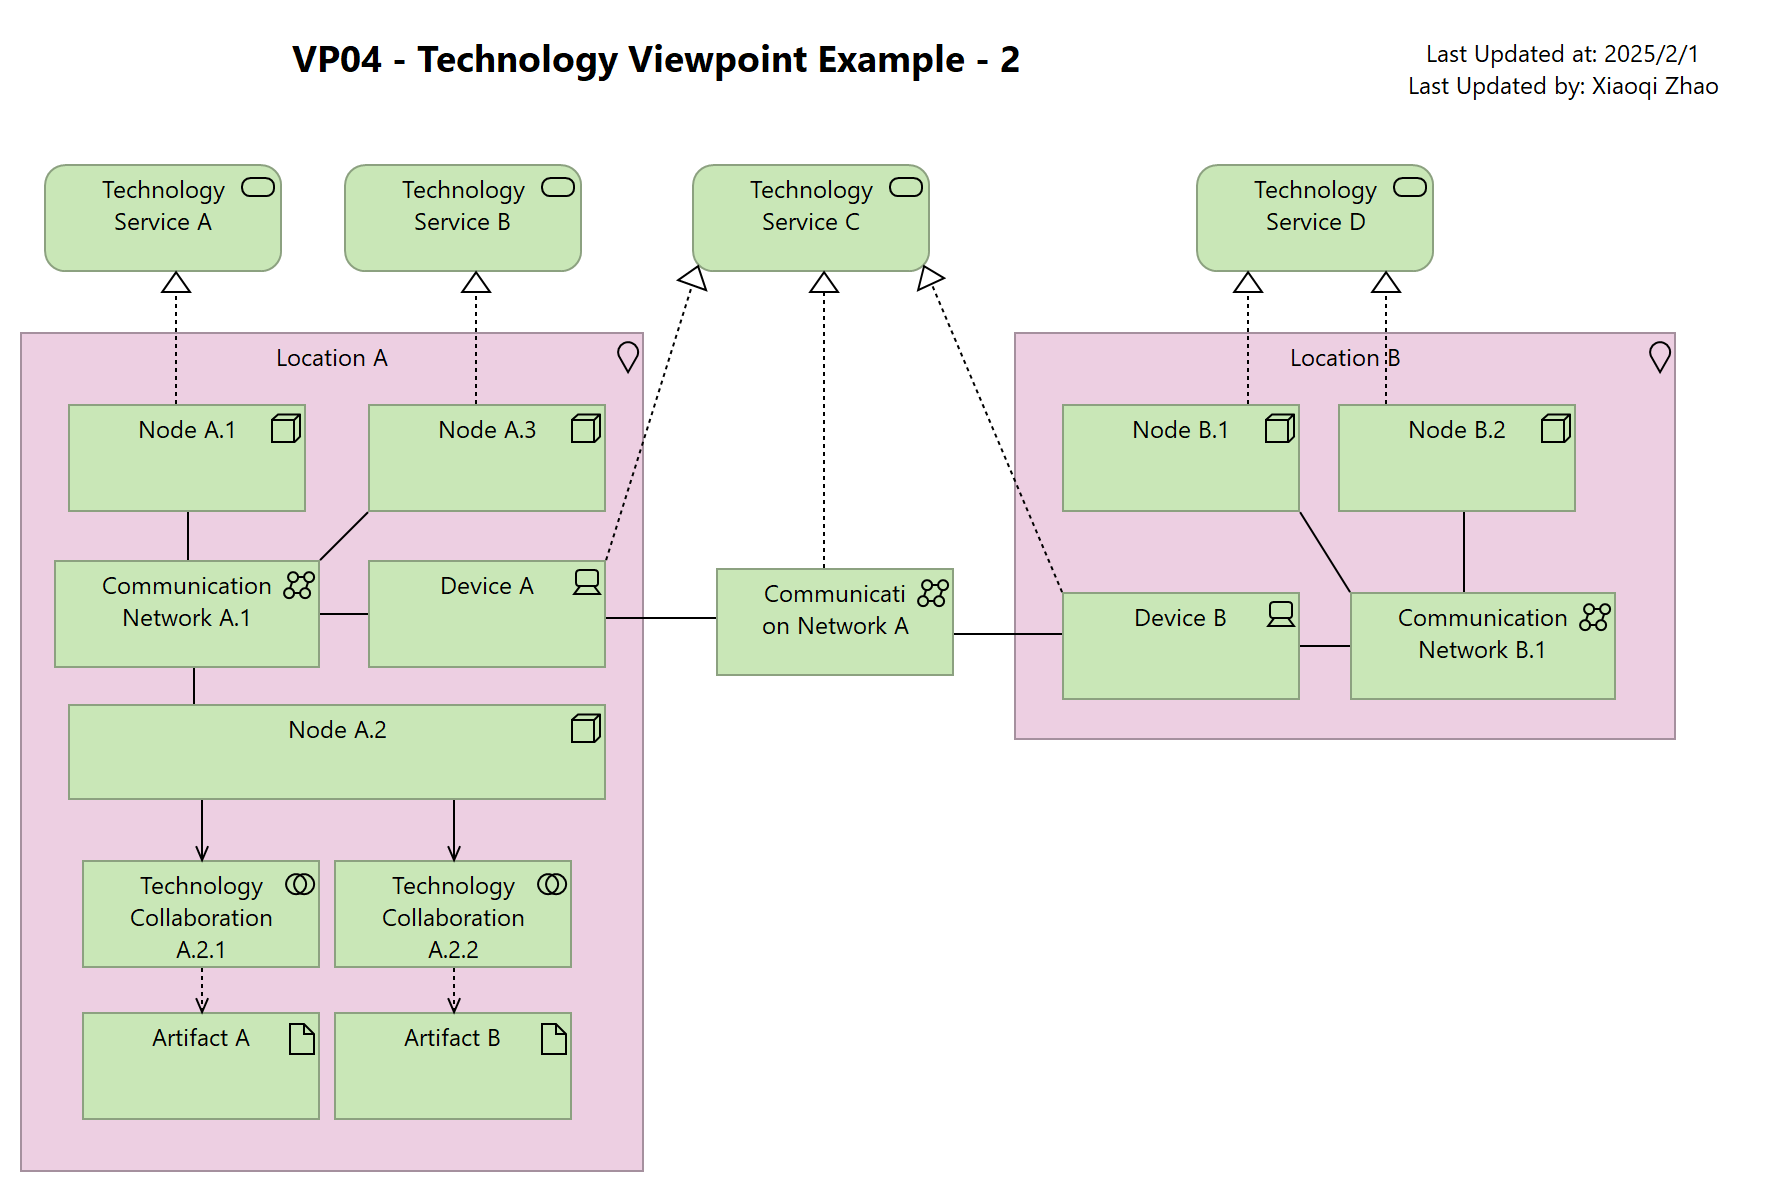 VP04 - Technology Viewpoint Example - 2
Last Updated at: 2025/2/1
Last Updated by: Xiaoqi Zhao
Technology
Service A
Technology
Service B
Technology
Service C
Technology
Service D
Location A
Location B
Node A.1
Node A.3
Node B.1
Node B.2
Communication
Network A.1
Device A
Communicati
on Network A
Device B
Communication
Network B.1
Node A.2
Technology
Collaboration
A.2.1
Technology
Collaboration
A.2.2
Artifact A
Artifact B